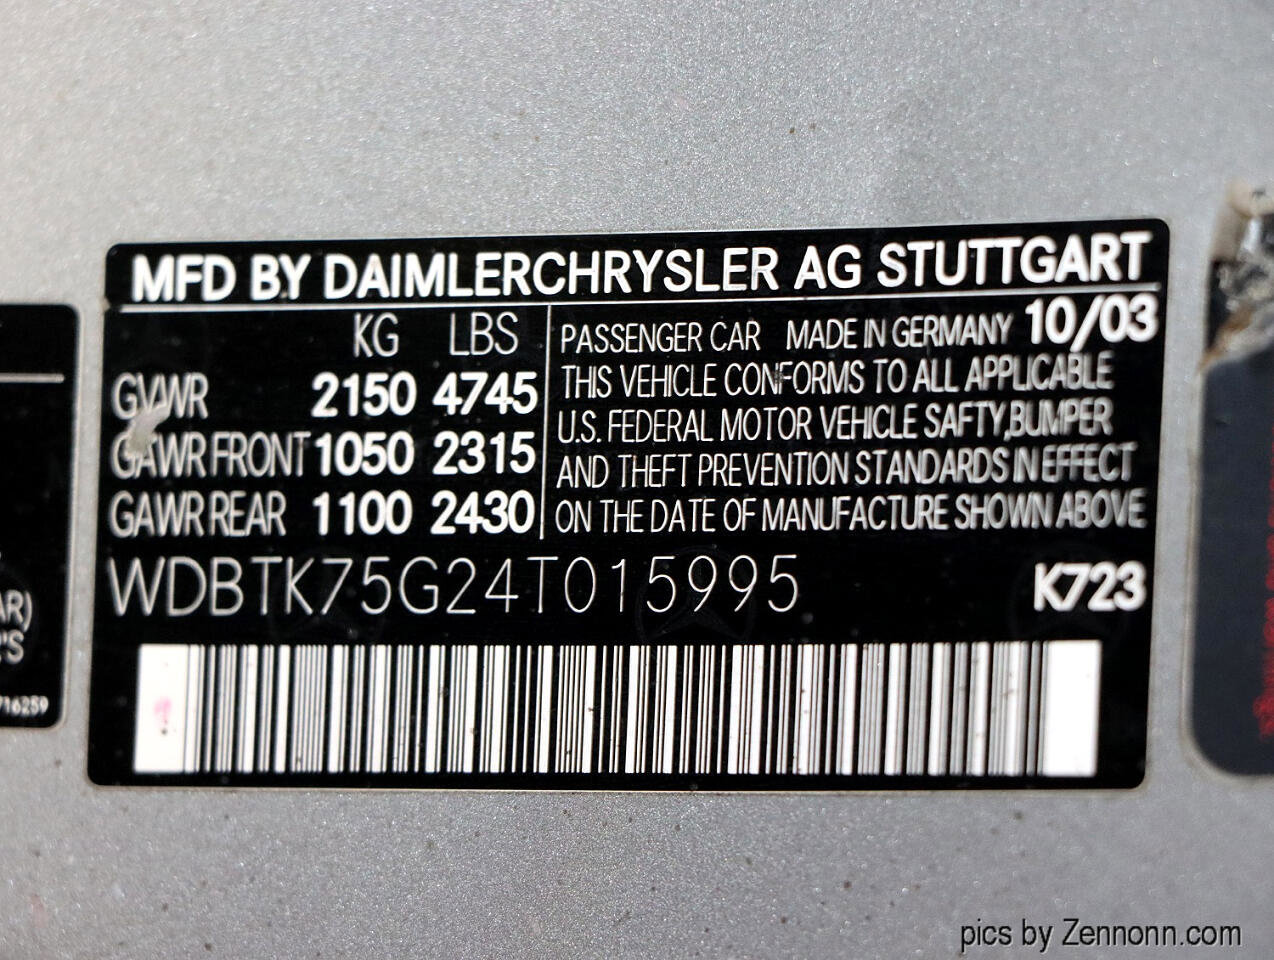 MFD BY DAIMLERCHRYSLER AG STUTTGART
KG LBS
GVWR 2150 4745
GAWR FRONT 1050 2315
GAWR REAR 1100 2430
PASSENGER CAR MADE IN GERMANY 10/03
THIS VEHICLE CONFORMS TO ALL APPLICABLE
U.S. FEDERAL MOTOR VEHICLE SAFTY,BUMPER
AND THEFT PREVENTION STANDARDS IN EFFECT
ON THE DATE OF MANUFACTURE SHOWN ABOVE
WDBTK75G24T015995 K723
AR)
'S
716259
pics by Zennonn.com